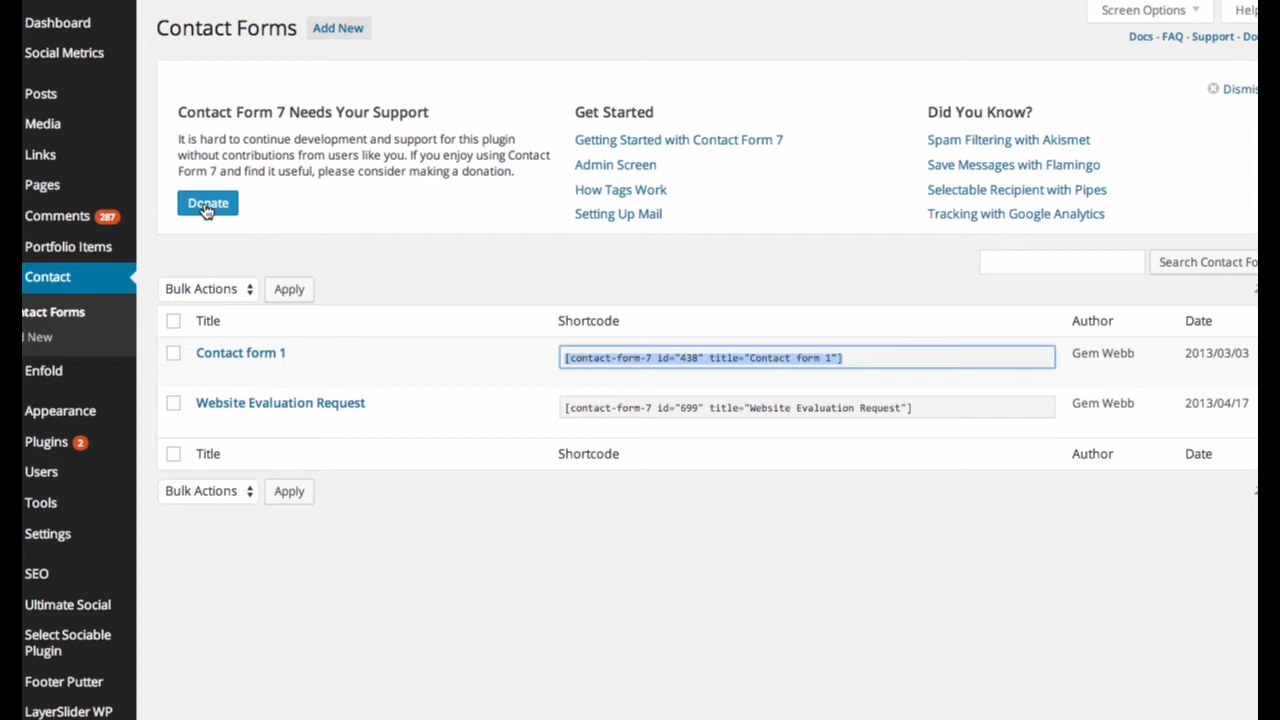 Dashboard
Social Metrics
Posts
Media
Links
Pages
Comments 287
Portfolio Items
Contact
tact Forms
New
Enfold
Appearance
Plugins 2
Users
Tools
Settings
SEO
Ultimate Social
Select Sociable
Plugin
Footer Putter
LayerSlider WP
Screen Options
Help
Contact Forms Add New
Docs - FAQ - Support - Do
Dismis
Contact Form 7 Needs Your Support
It is hard to continue development and support for this plugin
without contributions from users like you. If you enjoy using Contact
Form 7 and find it useful, please consider making a donation.
Donate
Get Started
Getting Started with Contact Form 7
Admin Screen
How Tags Work
Setting Up Mail
Did You Know?
Spam Filtering with Akismet
Save Messages with Flamingo
Selectable Recipient with Pipes
Tracking with Google Analytics
Search Contact Fo
Bulk Actions Apply
Title Shortcode Author Date
Contact form 1 [contact-form-7 id="438" title="Contact form 1"] Gem Webb 2013/03/03
Website Evaluation Request [contact-form-7 id="699" title="Website Evaluation Request"] Gem Webb 2013/04/17
Title Shortcode Author Date
Bulk Actions Apply